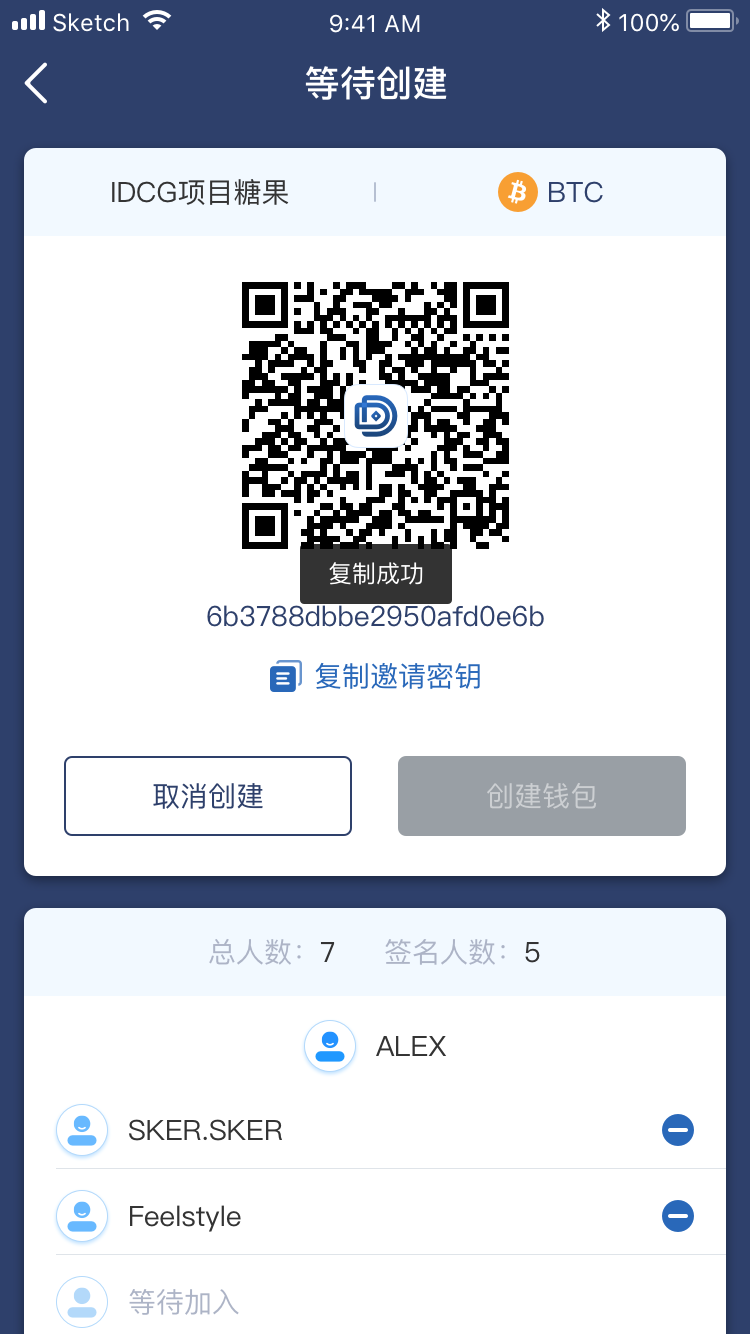 Sketch 9:41 AM 100%
等待创建
IDCG项目糖果 BTC
复制成功
6b3788dbbe2950afd0e6b
复制邀请密钥
取消创建 创建钱包
总人数：7 签名人数：5
ALEX
SKER.SKER
Feelstyle
等待加入